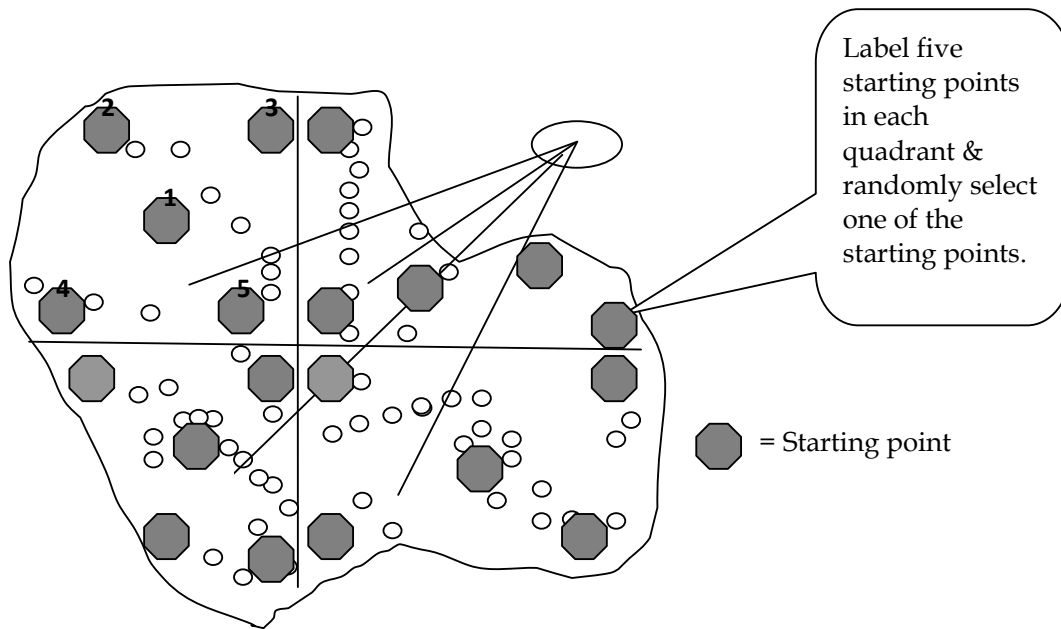 Label five
starting points
in each
quadrant &
randomly select
one of the
starting points.
2
3
1
4
5
= Starting point